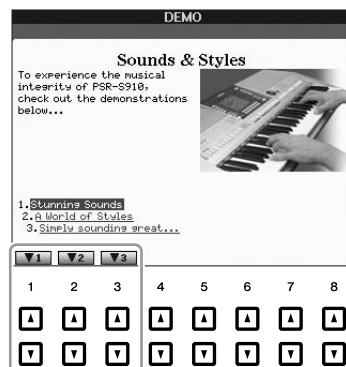 DEMO
Sounds & Styles
To experience the musical
integrity of PSR-S910,
check out the demonstrations
below...
1.Stunning Sounds
2.A World of Styles
3.Simply sounding great...
▼1 ▼2 ▼3
1 2 3 4 5 6 7 8